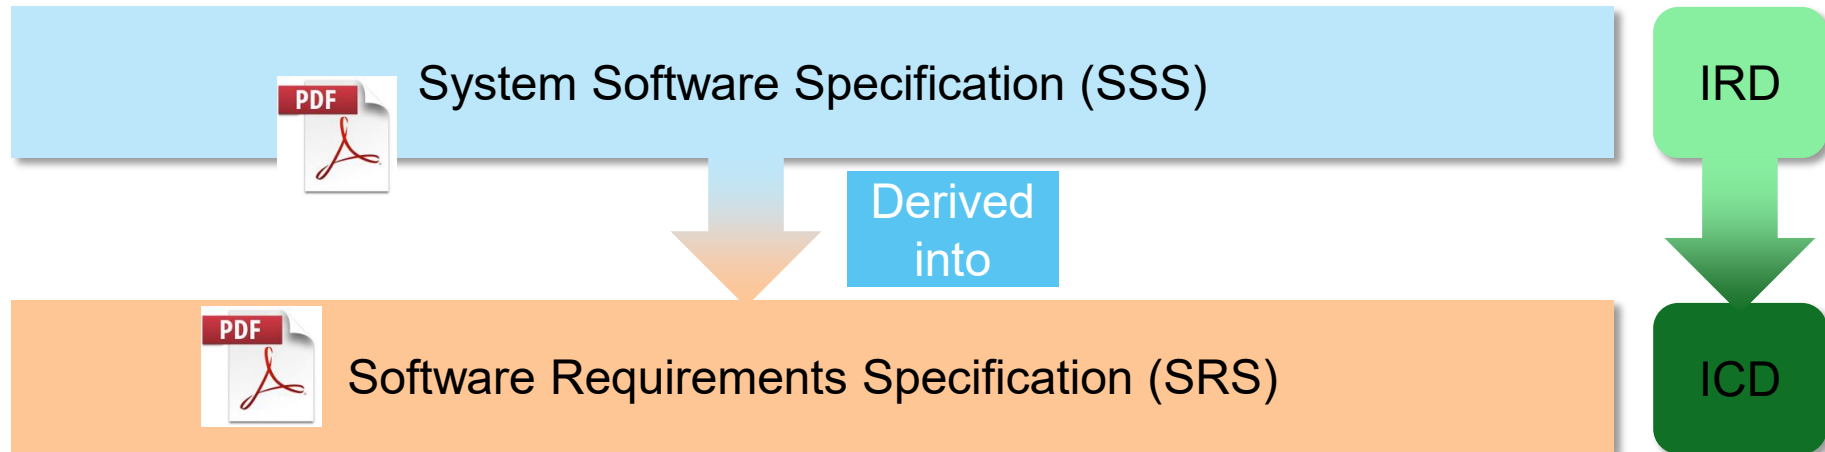 System Software Specification (SSS)
PDF
IRD
Derived
into
PDF
Software Requirements Specification (SRS)
ICD